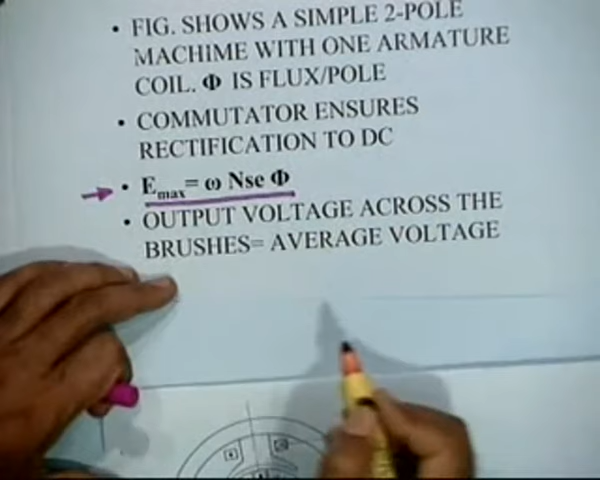 • FIG. SHOWS A SIMPLE 2-POLE
MACHIME WITH ONE ARMATURE
COIL. Φ IS FLUX/POLE
• COMMUTATOR ENSURES
RECTIFICATION TO DC
• Emax= ω Nse Φ
• OUTPUT VOLTAGE ACROSS THE
BRUSHES= AVERAGE VOLTAGE